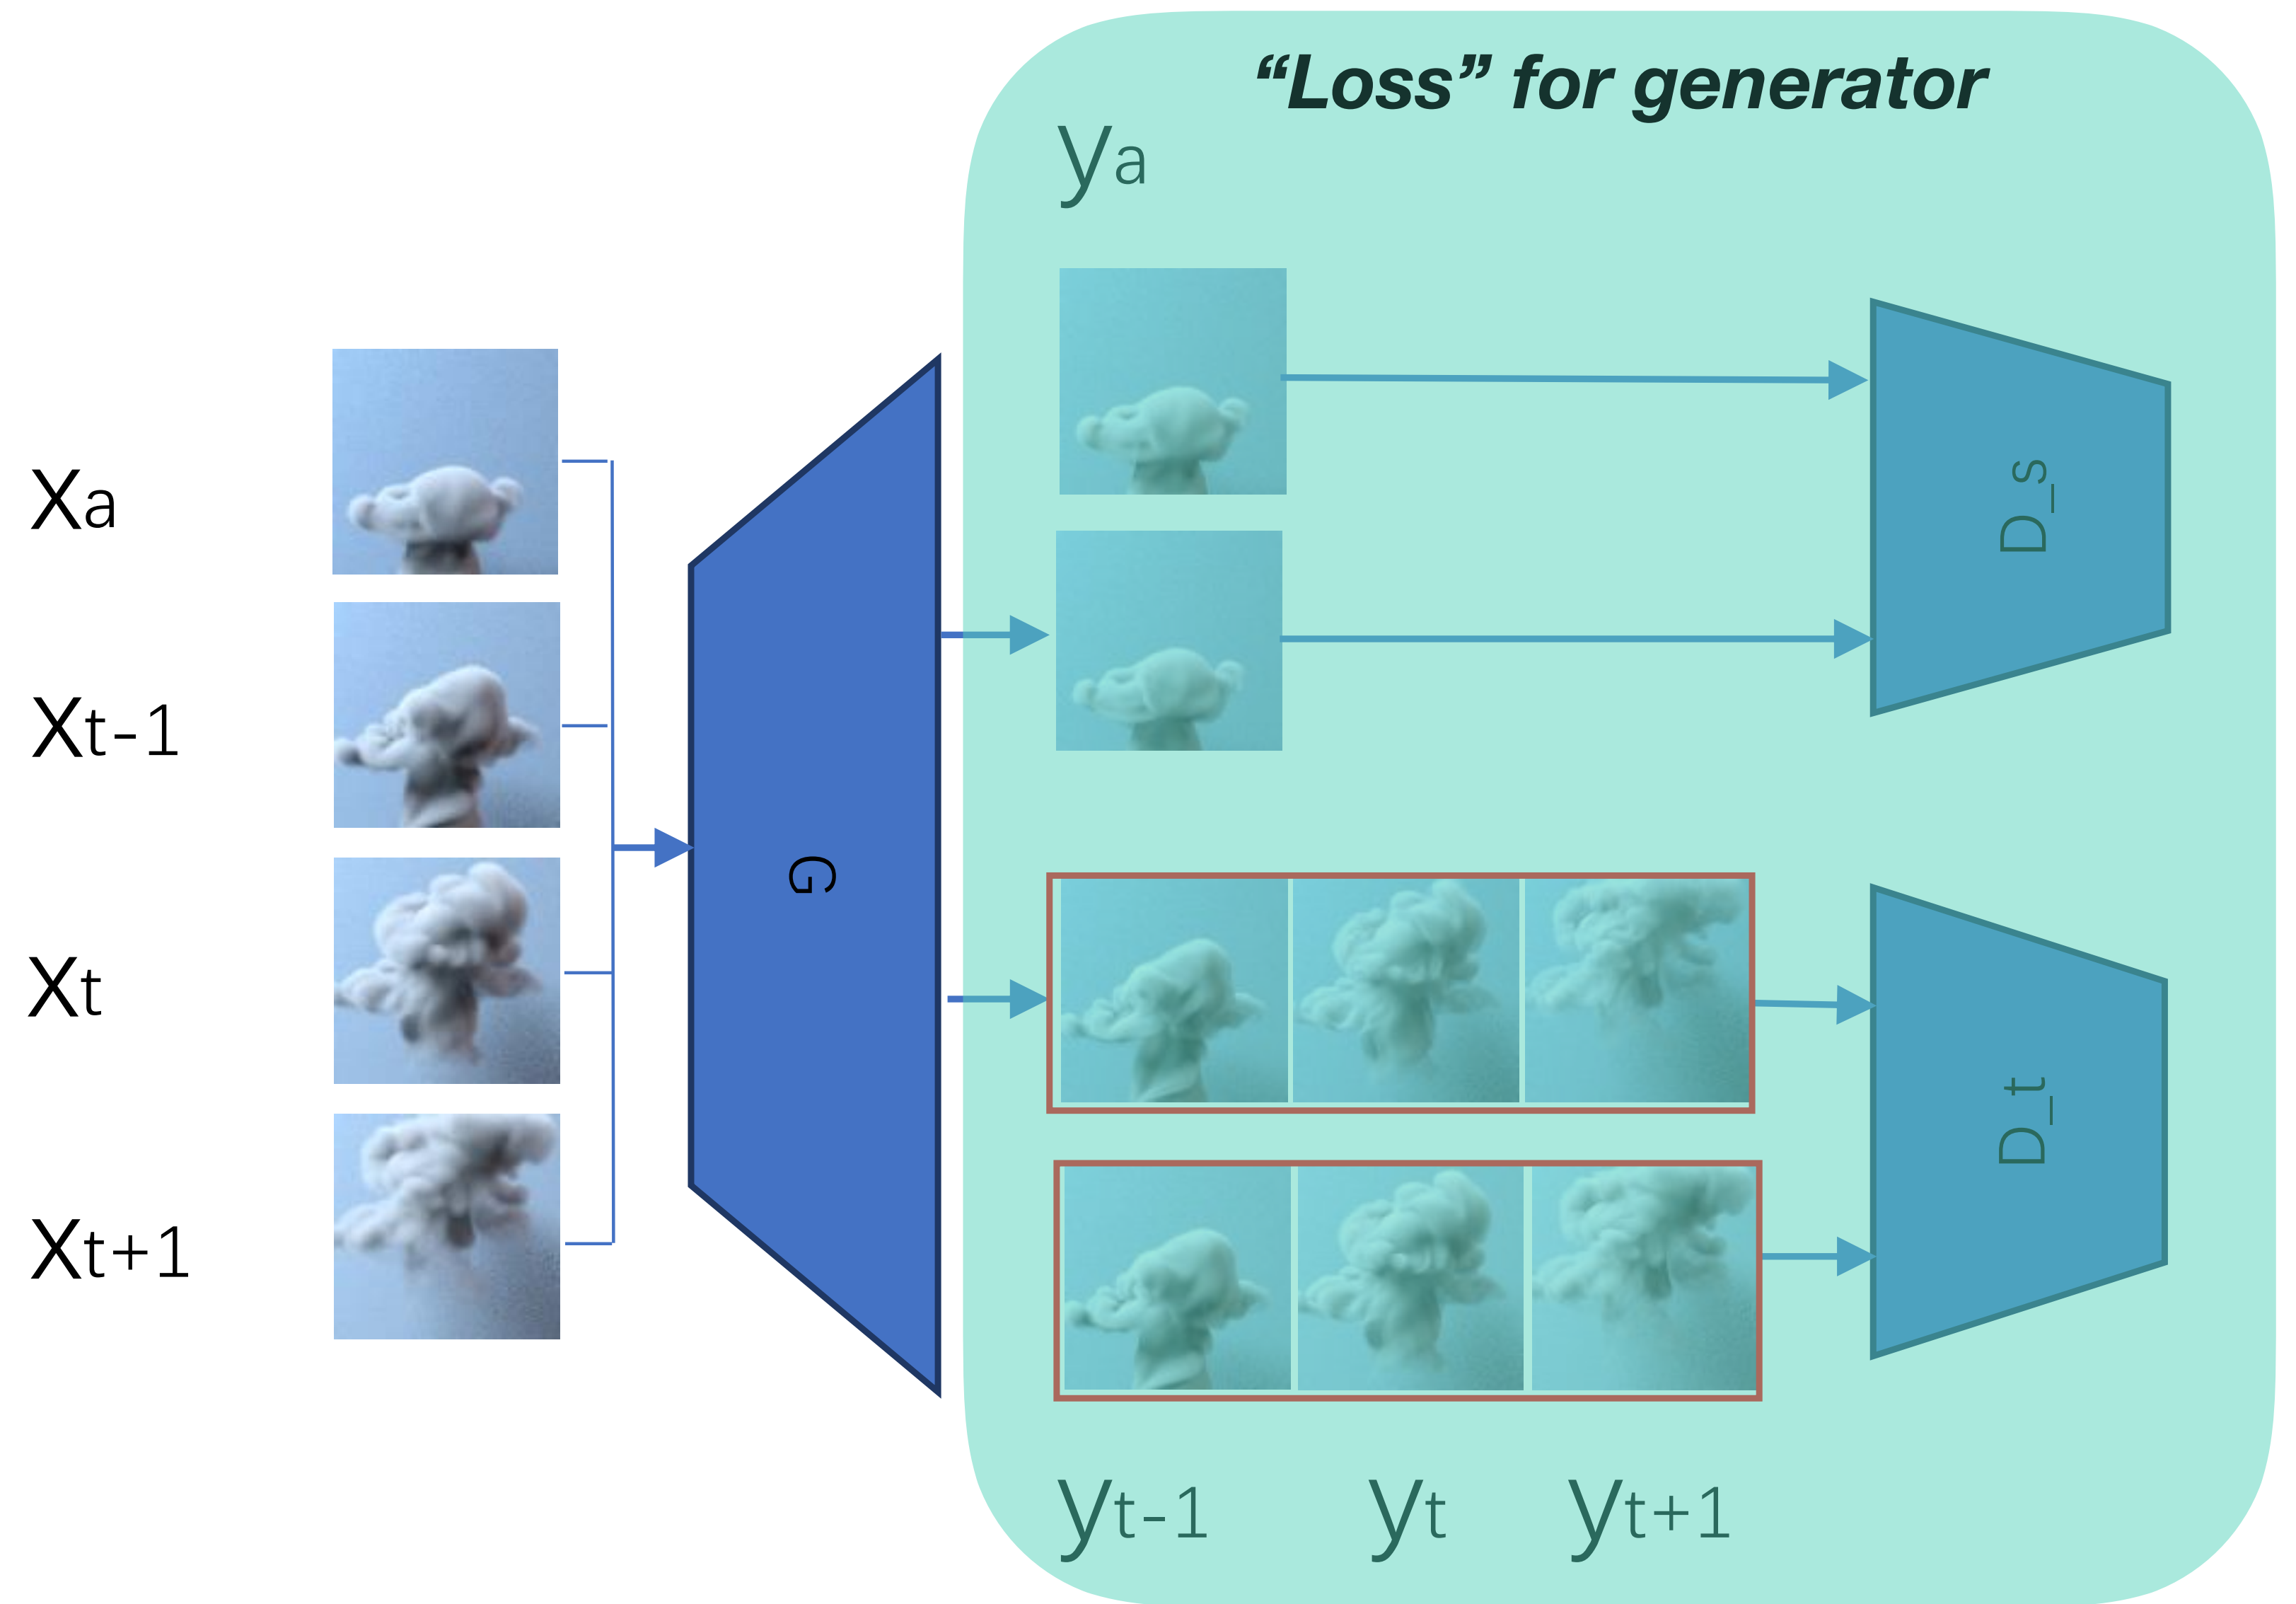 “Loss” for generator
ya
Xa
Xt-1
Xt
Xt+1
G
D_s
D_t
yt-1
yt
yt+1